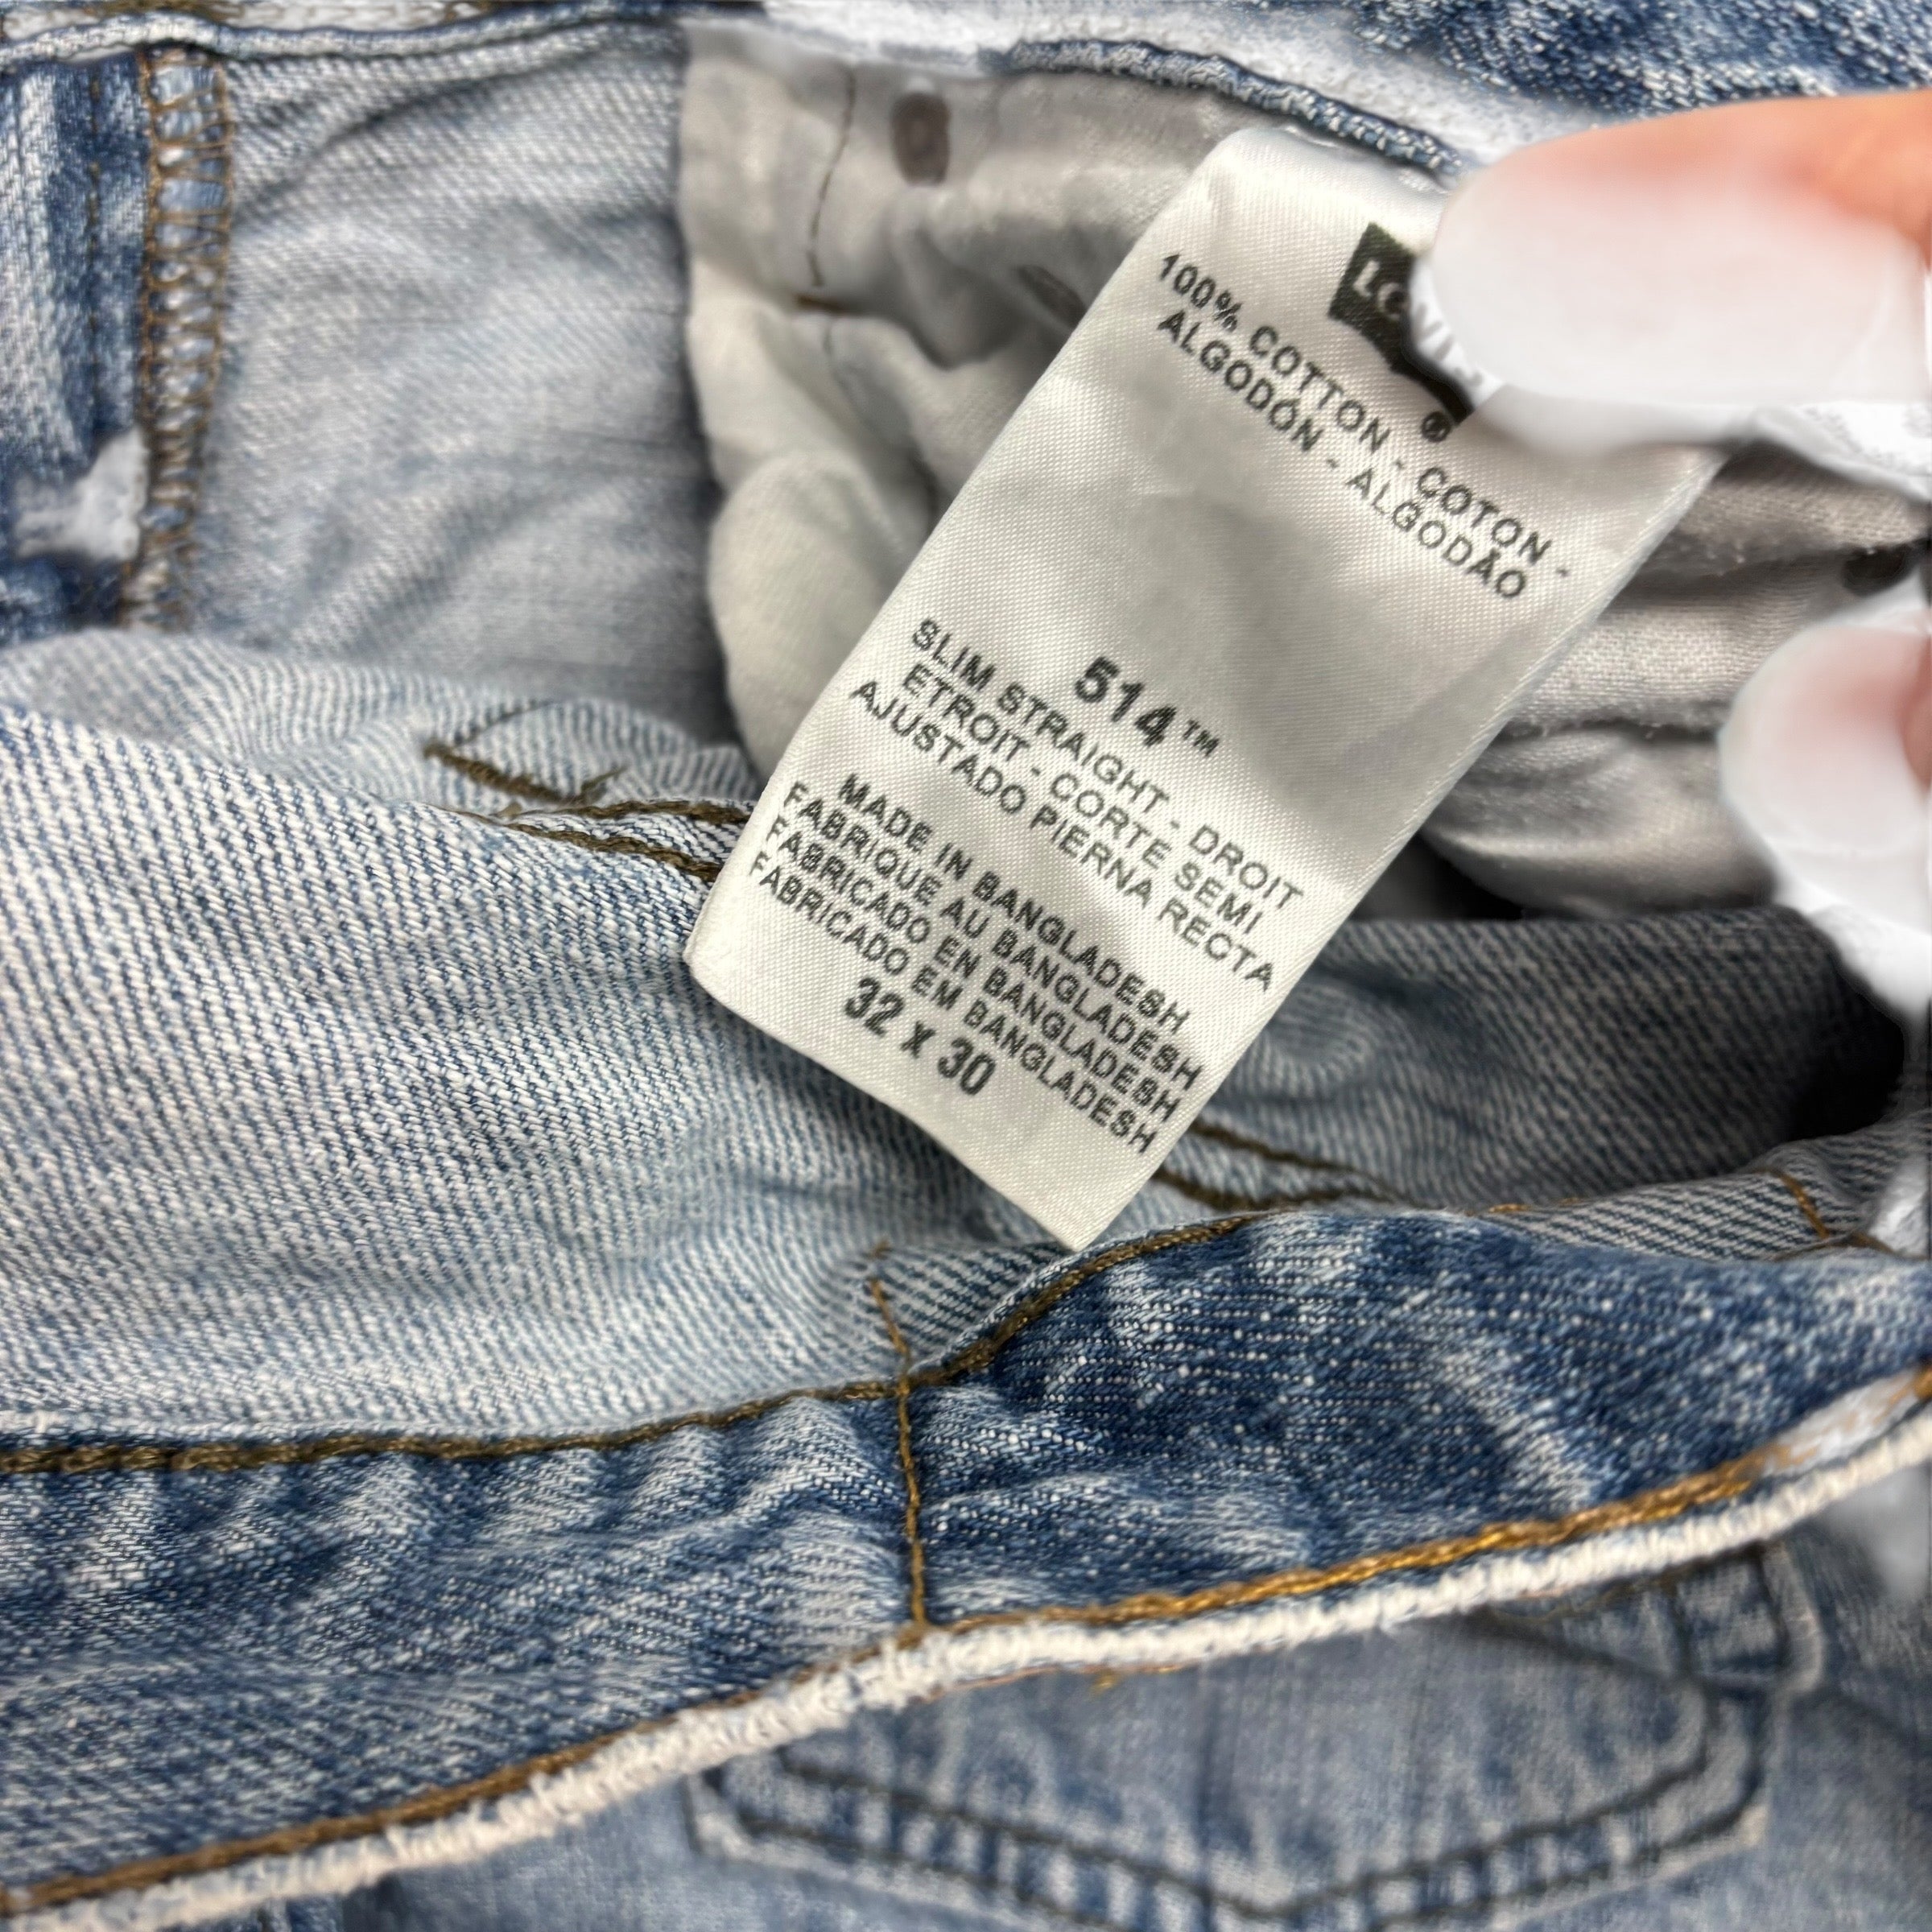 100% COTTON - COTON -
ALGODÓN - ALGODÃO
514™
SLIM STRAIGHT - DROIT
ETROIT - CORTE SEMI
AJUSTADO PIERNA RECTA
MADE IN BANGLADESH
FABRIQUE AU BANGLADESH
FABRICADO EN BANGLADESH
FABRICADO EM BANGLADESH
32 X 30